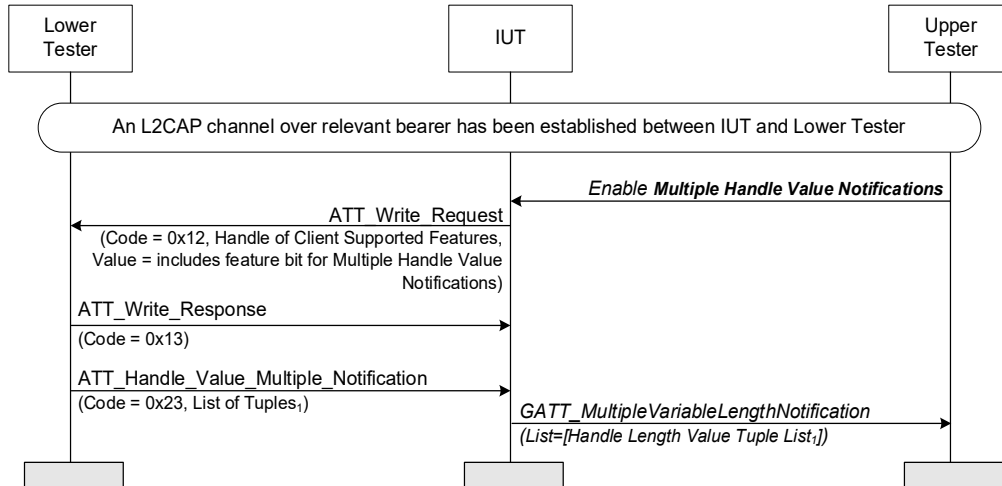 Lower
Tester
IUT
Upper
Tester
An L2CAP channel over relevant bearer has been established between IUT and Lower Tester
Enable Multiple Handle Value Notifications
ATT_Write_Request
(Code = 0x12, Handle of Client Supported Features,
Value = includes feature bit for Multiple Handle Value
Notifications)
ATT_Write_Response
(Code = 0x13)
ATT_Handle_Value_Multiple_Notification
(Code = 0x23, List of Tuples₁)
GATT_MultipleVariableLengthNotification
(List=[Handle Length Value Tuple List₁])